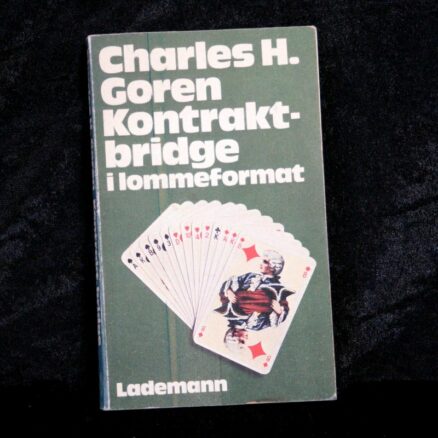 Charles H.
Goren
Kontrakt-
bridge
i lommeformat
Lademann